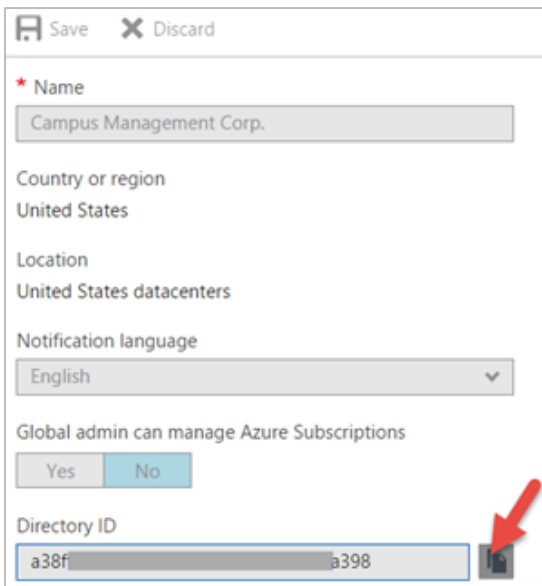 Save Discard
* Name
Campus Management Corp.
Country or region
United States
Location
United States datacenters
Notification language
English
Global admin can manage Azure Subscriptions
Yes No
Directory ID
a38f a398